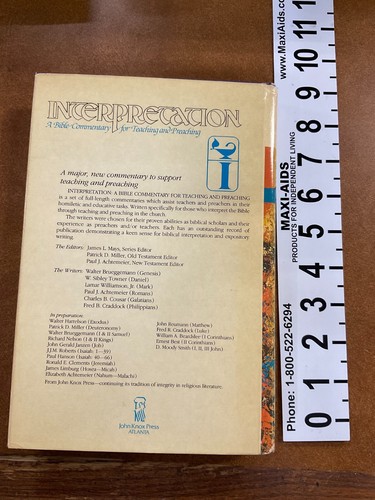 INTERPRETATION
A Bible Commentary for Teaching and Preaching
A major, new commentary to support
teaching and preaching
INTERPRETATION: A BIBLE COMMENTARY FOR TEACHING AND PREACHING
is a set of full-length commentaries which assist teachers and preachers in their
homiletic and educative tasks. Written specifically for those who interpret the Bible
through teaching and preaching in the church.
The writers were chosen for their proven abilities as biblical scholars and their
experience as preachers and/or teachers. Each has an outstanding record of
publication demonstrating a keen sense for biblical interpretation and expository
writing.
The Editors: James L. Mays, Series Editor
Patrick D. Miller, Old Testament Editor
Paul J. Achtemeier, New Testament Editor
The Writers: Walter Brueggemann (Genesis)
W. Sibley Towner (Daniel)
Lamar Williamson, Jr. (Mark)
Paul J. Achtemeier (Romans)
Charles B. Cousar (Galatians)
Fred B. Craddock (Philippians)
In preparation:
Walter Harrelson (Exodus)
Patrick D. Miller (Deuteronomy)
Walter Brueggemann (I & II Samuel)
Richard Nelson (I & II Kings)
John Gerald Janzen (Job)
J.J.M. Roberts (Isaiah: 1—39)
Paul Hanson (Isaiah: 40—66)
Ronald E. Clements (Jeremiah)
James Limburg (Hosea—Micah)
Elizabeth Achtemeier (Nahum—Malachi)
John Reumann (Matthew)
Fred B. Craddock (Luke)
William A. Beardslee (I Corinthians)
Ernest Best (II Corinthians)
D. Moody Smith (I, II, III John)
From John Knox Press—continuing its tradition of integrity in religious literature.
John Knox Press
ATLANTA
Phone: 1-800-522-6294
MAXI-AIDS
PRODUCTS FOR INDEPENDENT LIVING
www.MaxiAids.com
0 1 2 3 4 5 6 7 8 9 10 11